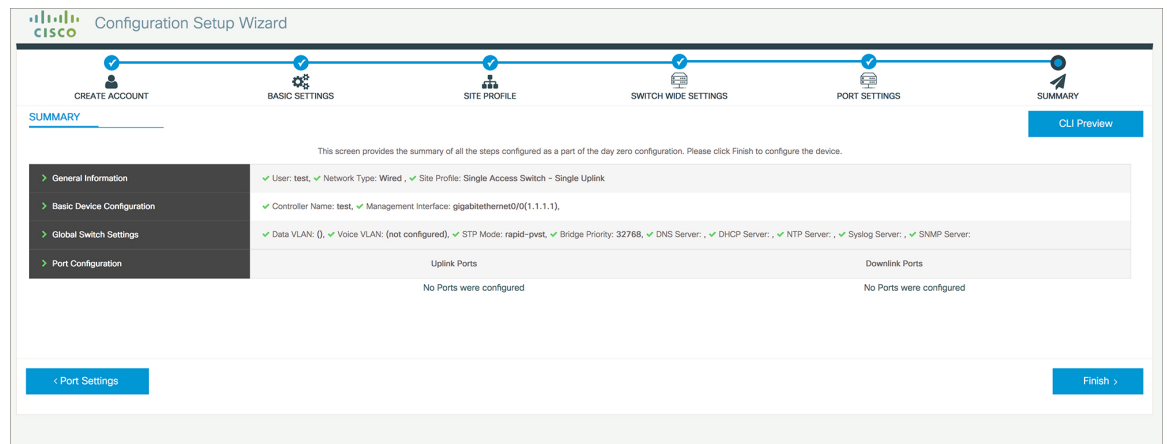 CISCO Configuration Setup Wizard
CREATE ACCOUNT BASIC SETTINGS SITE PROFILE SWITCH WIDE SETTINGS PORT SETTINGS SUMMARY
SUMMARY
CLI Preview
This screen provides the summary of all the steps configured as a part of the day zero configuration. Please click Finish to configure the device.
> General Information ✔ User: test, ✔ Network Type: Wired , ✔ Site Profile: Single Access Switch - Single Uplink
> Basic Device Configuration ✔ Controller Name: test, ✔ Management Interface: gigabitethernet0/0(1.1.1.1),
> Global Switch Settings ✔ Data VLAN: (), ✔ Voice VLAN: (not configured), ✔ STP Mode: rapid-pvst, ✔ Bridge Priority: 32768, ✔ DNS Server: , ✔ DHCP Server: , ✔ NTP Server: , ✔ Syslog Server: , ✔ SNMP Server:
> Port Configuration Uplink Ports Downlink Ports
No Ports were configured No Ports were configured
< Port Settings Finish >